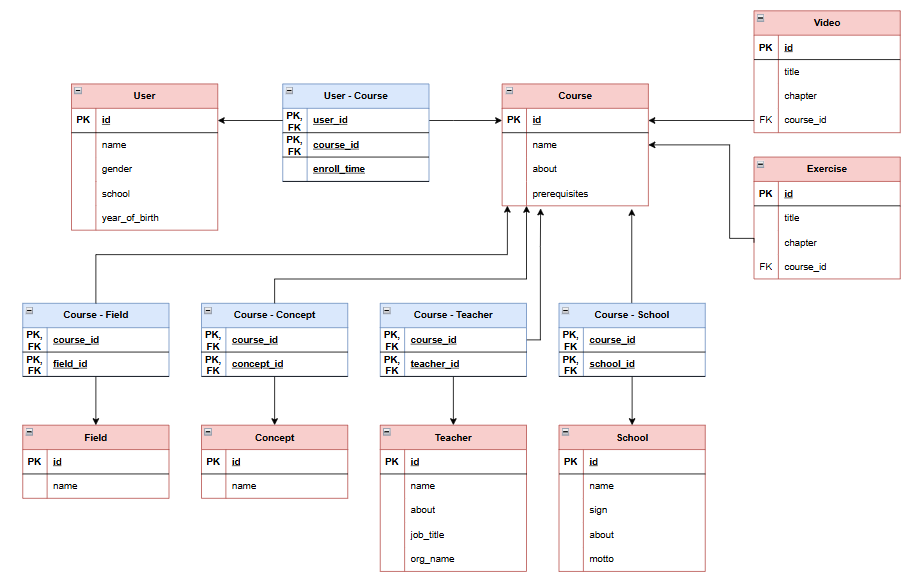 Video
PK id
title
chapter
FK course_id
User
PK id
name
gender
school
year_of_birth
User - Course
PK, FK user_id
PK, FK course_id
enroll_time
Course
PK id
name
about
prerequisites
Exercise
PK id
title
chapter
FK course_id
Course - Field
PK, FK course_id
PK, FK field_id
Course - Concept
PK, FK course_id
PK, FK concept_id
Course - Teacher
PK, FK course_id
PK, FK teacher_id
Course - School
PK, FK course_id
PK, FK school_id
Field
PK id
name
Concept
PK id
name
Teacher
PK id
name
about
job_title
org_name
School
PK id
name
sign
about
motto